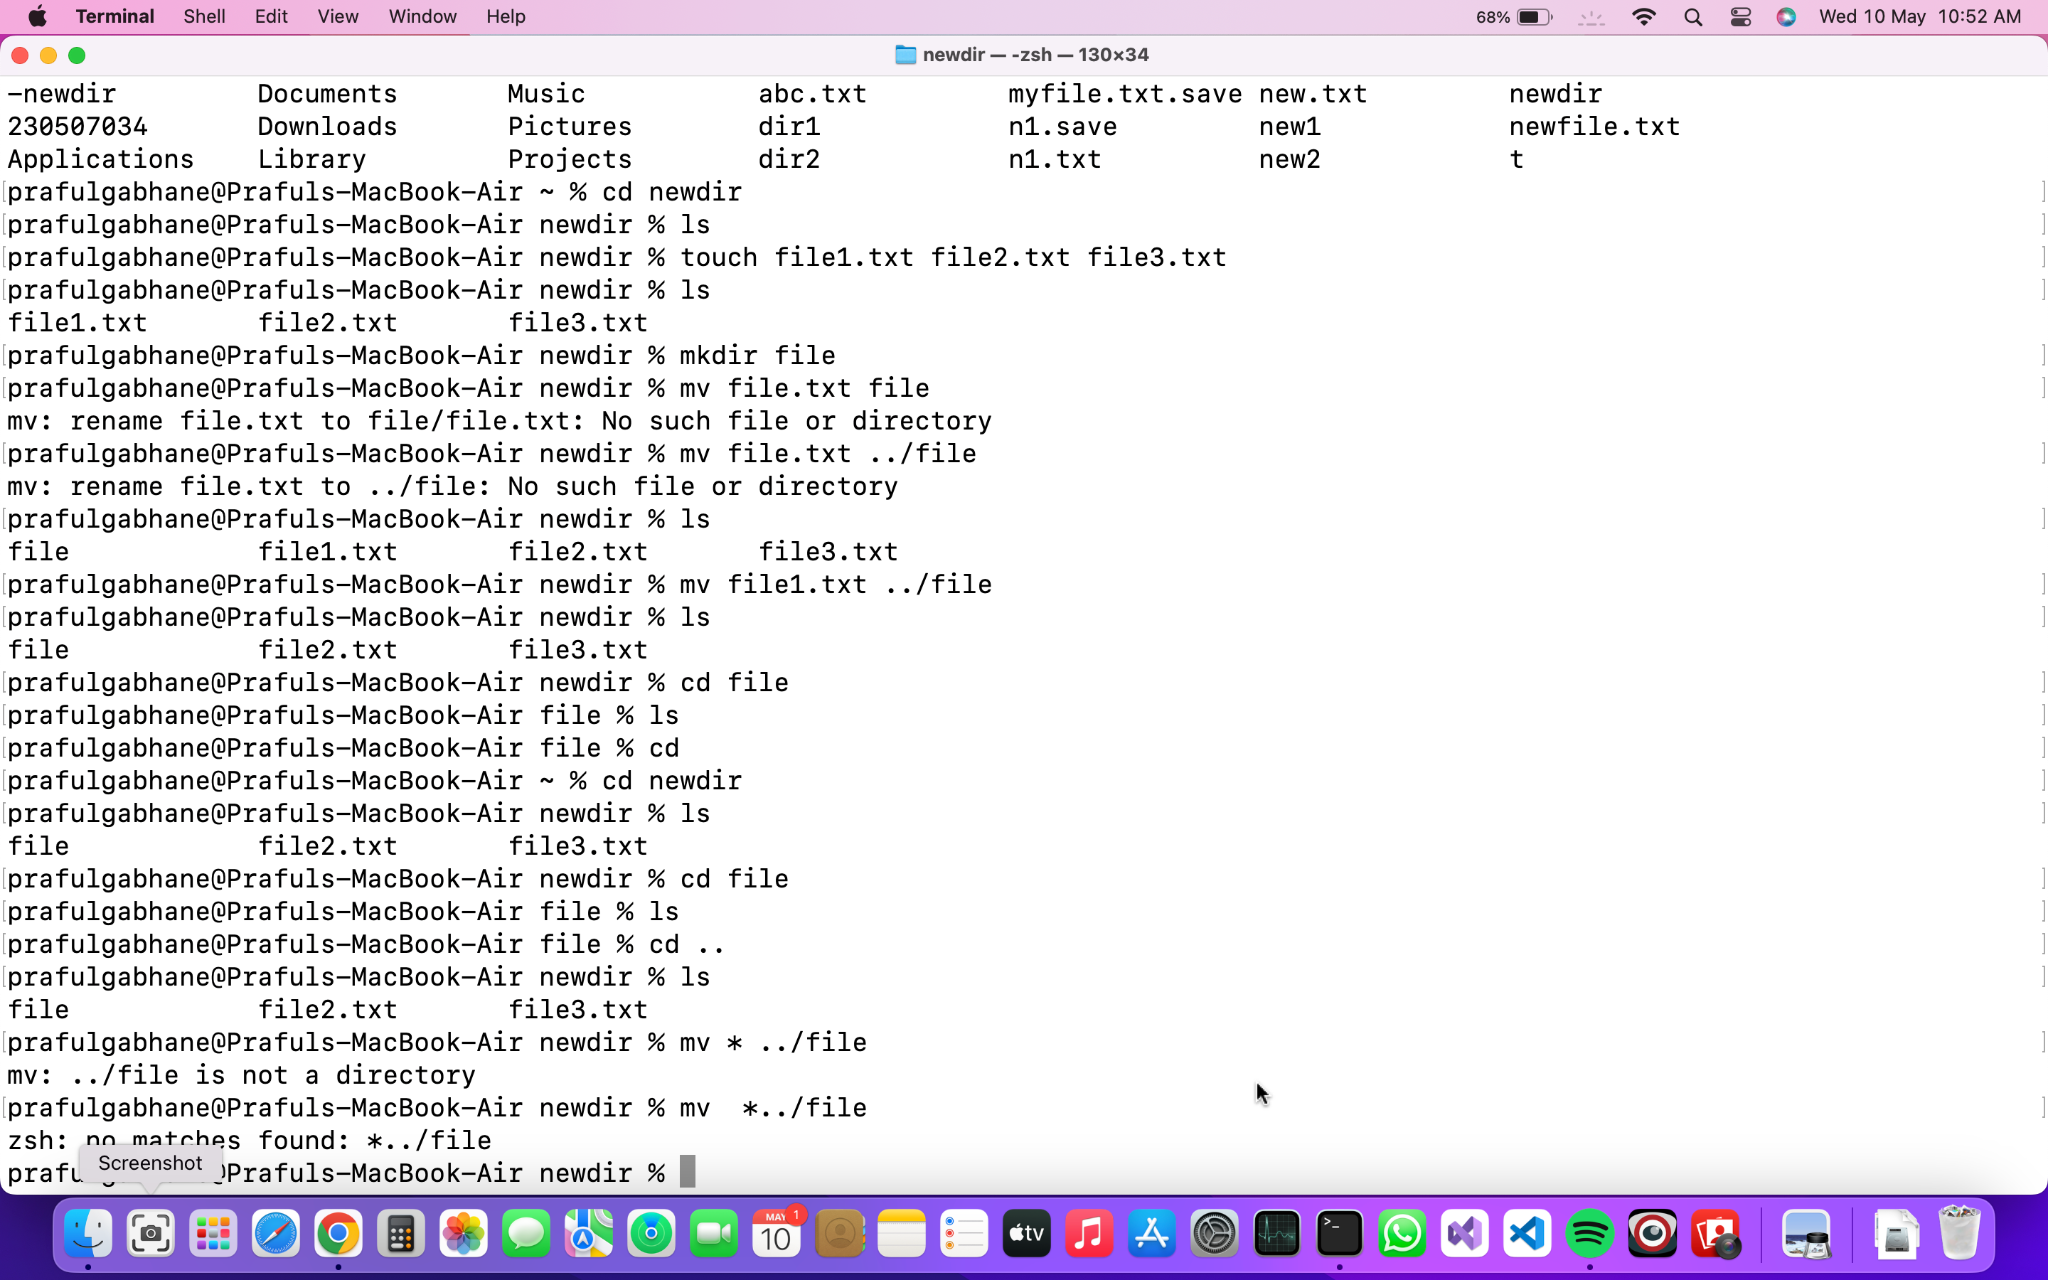 Terminal Shell Edit View Window Help 68% Wed 10 May 10:52 AM
newdir — -zsh — 130×34
-newdir Documents Music abc.txt myfile.txt.save new.txt newdir
230507034 Downloads Pictures dir1 n1.save new1 newfile.txt
Applications Library Projects dir2 n1.txt new2 t
prafulgabhane@Prafuls-MacBook-Air ~ % cd newdir
prafulgabhane@Prafuls-MacBook-Air newdir % ls
prafulgabhane@Prafuls-MacBook-Air newdir % touch file1.txt file2.txt file3.txt
prafulgabhane@Prafuls-MacBook-Air newdir % ls
file1.txt file2.txt file3.txt
prafulgabhane@Prafuls-MacBook-Air newdir % mkdir file
prafulgabhane@Prafuls-MacBook-Air newdir % mv file.txt file
mv: rename file.txt to file/file.txt: No such file or directory
prafulgabhane@Prafuls-MacBook-Air newdir % mv file.txt ../file
mv: rename file.txt to ../file: No such file or directory
prafulgabhane@Prafuls-MacBook-Air newdir % ls
file file1.txt file2.txt file3.txt
prafulgabhane@Prafuls-MacBook-Air newdir % mv file1.txt ../file
prafulgabhane@Prafuls-MacBook-Air newdir % ls
file file2.txt file3.txt
prafulgabhane@Prafuls-MacBook-Air newdir % cd file
prafulgabhane@Prafuls-MacBook-Air file % ls
prafulgabhane@Prafuls-MacBook-Air file % cd
prafulgabhane@Prafuls-MacBook-Air ~ % cd newdir
prafulgabhane@Prafuls-MacBook-Air newdir % ls
file file2.txt file3.txt
prafulgabhane@Prafuls-MacBook-Air newdir % cd file
prafulgabhane@Prafuls-MacBook-Air file % ls
prafulgabhane@Prafuls-MacBook-Air file % cd ..
prafulgabhane@Prafuls-MacBook-Air newdir % ls
file file2.txt file3.txt
prafulgabhane@Prafuls-MacBook-Air newdir % mv * ../file
mv: ../file is not a directory
prafulgabhane@Prafuls-MacBook-Air newdir % mv  *../file
zsh: no matches found: *../file
Screenshot
@Prafuls-MacBook-Air newdir %
MAY 1
10
tv